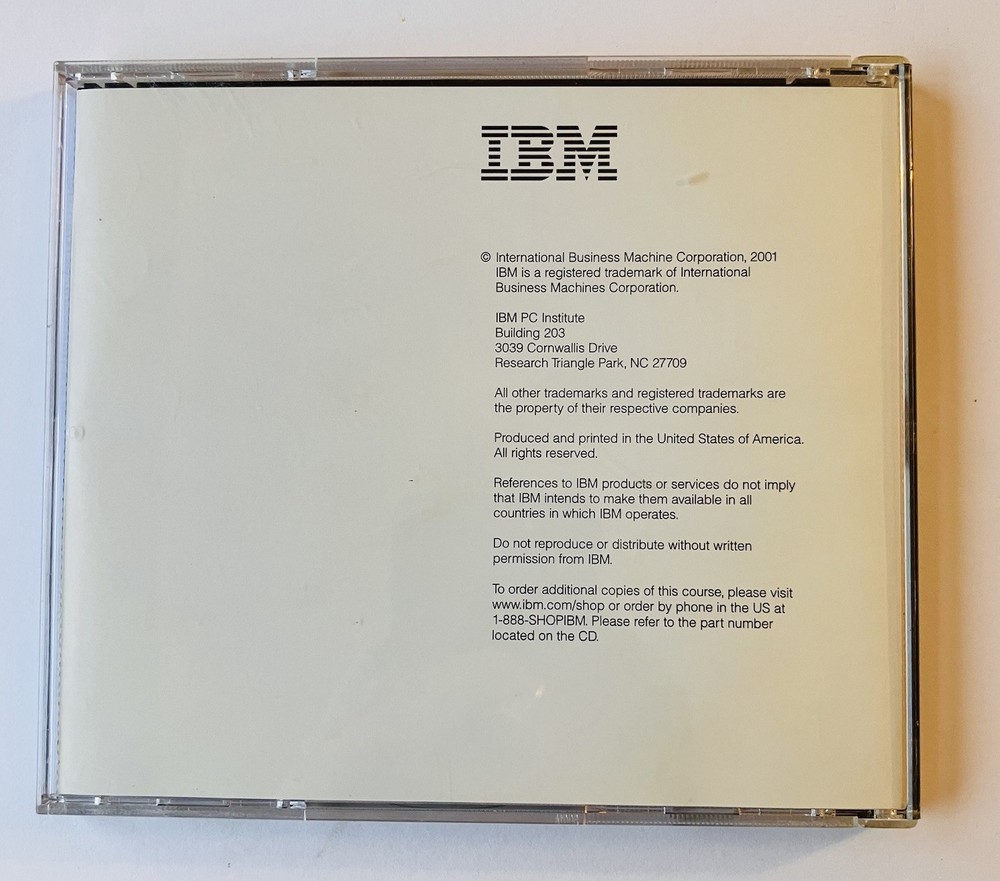 IBM
© International Business Machine Corporation, 2001
IBM is a registered trademark of International
Business Machines Corporation.
IBM PC Institute
Building 203
3039 Cornwallis Drive
Research Triangle Park, NC 27709
All other trademarks and registered trademarks are
the property of their respective companies.
Produced and printed in the United States of America.
All rights reserved.
References to IBM products or services do not imply
that IBM intends to make them available in all
countries in which IBM operates.
Do not reproduce or distribute without written
permission from IBM.
To order additional copies of this course, please visit
www.ibm.com/shop or order by phone in the US at
1-888-SHOPIBM. Please refer to the part number
located on the CD.